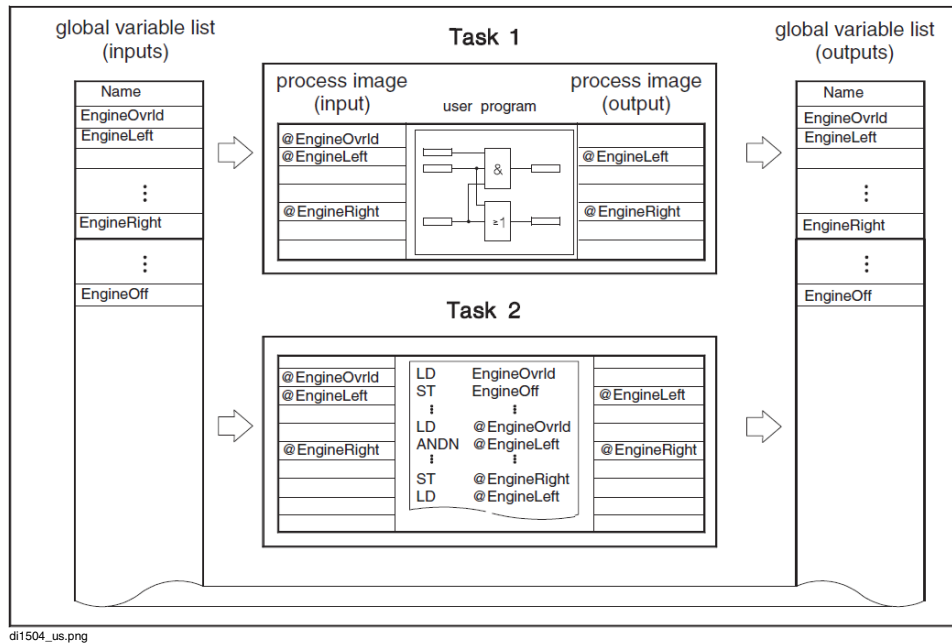 global variable list
(inputs)
Name
EngineOvrld
EngineLeft
⋮
EngineRight
⋮
EngineOff
Task 1
process image
(input)
@EngineOvrld
@EngineLeft
@EngineRight
user program
&
≥1
process image
(output)
@EngineLeft
@EngineRight
Task 2
@EngineOvrld
@EngineLeft
@EngineRight
LD EngineOvrld
ST EngineOff
⋮ ⋮
LD @EngineOvrld
ANDN @EngineLeft
⋮ ⋮
ST @EngineRight
LD @EngineLeft
@EngineLeft
@EngineRight
global variable list
(outputs)
Name
EngineOvrld
EngineLeft
⋮
EngineRight
⋮
EngineOff
di1504_us.png